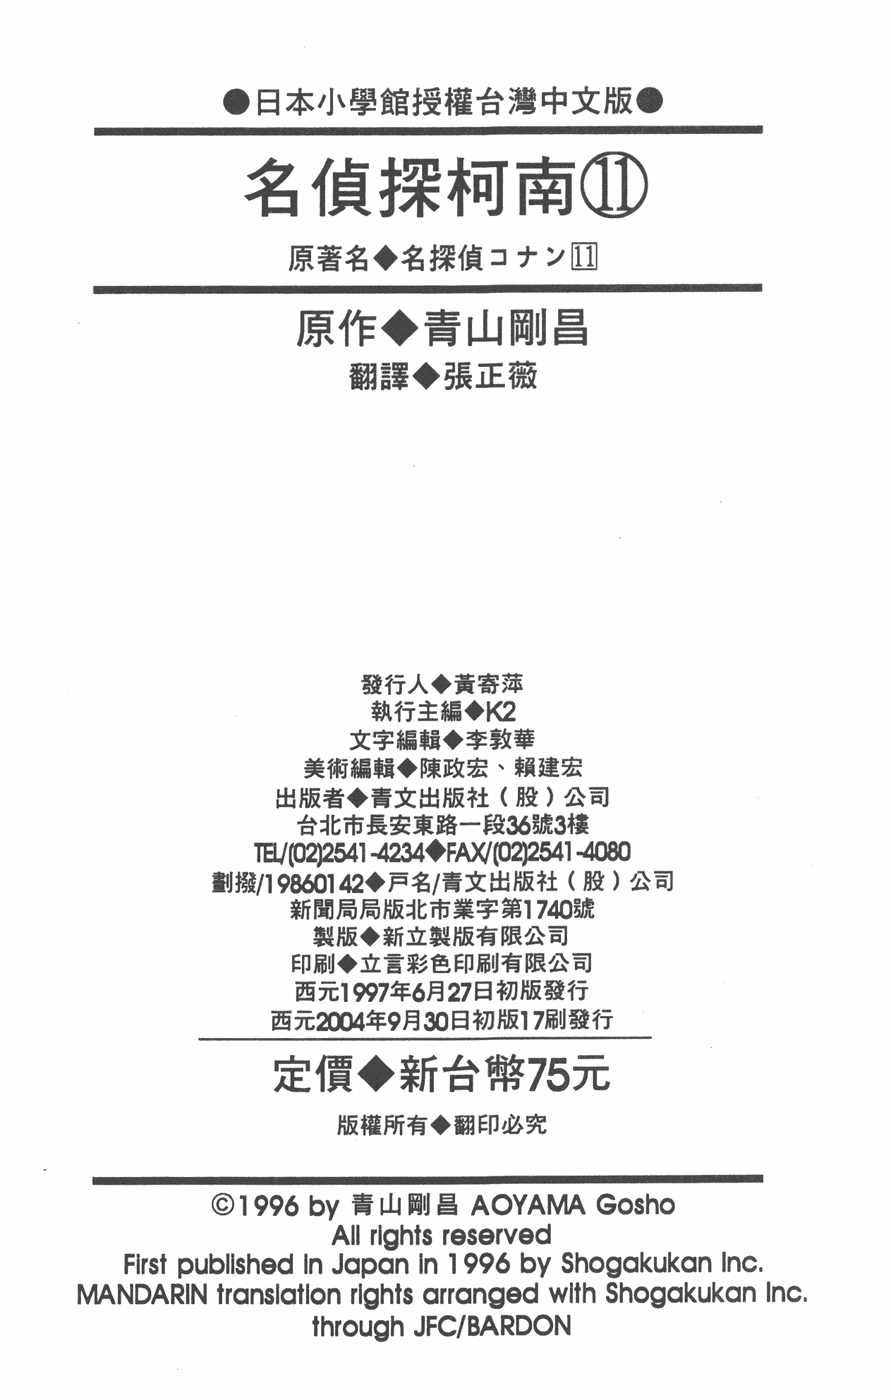 ●日本小學館授權台灣中文版●
名偵探柯南⑪
原著名◆名探偵コナン11
原作◆青山剛昌
翻譯◆張正薇
發行人◆黃寄萍
執行主編◆K2
文字編輯◆李敦華
美術編輯◆陳政宏、賴建宏
出版者◆青文出版社（股）公司
台北市長安東路一段36號3樓
TEL/(02)2541-4234◆FAX/(02)2541-4080
劃撥/19860142◆戶名/青文出版社（股）公司
新聞局局版北市業字第1740號
製版◆新立製版有限公司
印刷◆立言彩色印刷有限公司
西元1997年6月27日初版發行
西元2004年9月30日初版17刷發行
定價◆新台幣75元
版權所有◆翻印必究
©1996 by 青山剛昌 AOYAMA Gosho
All rights reserved
First published in Japan in 1996 by Shogakukan Inc.
MANDARIN translation rights arranged with Shogakukan Inc.
through JFC/BARDON